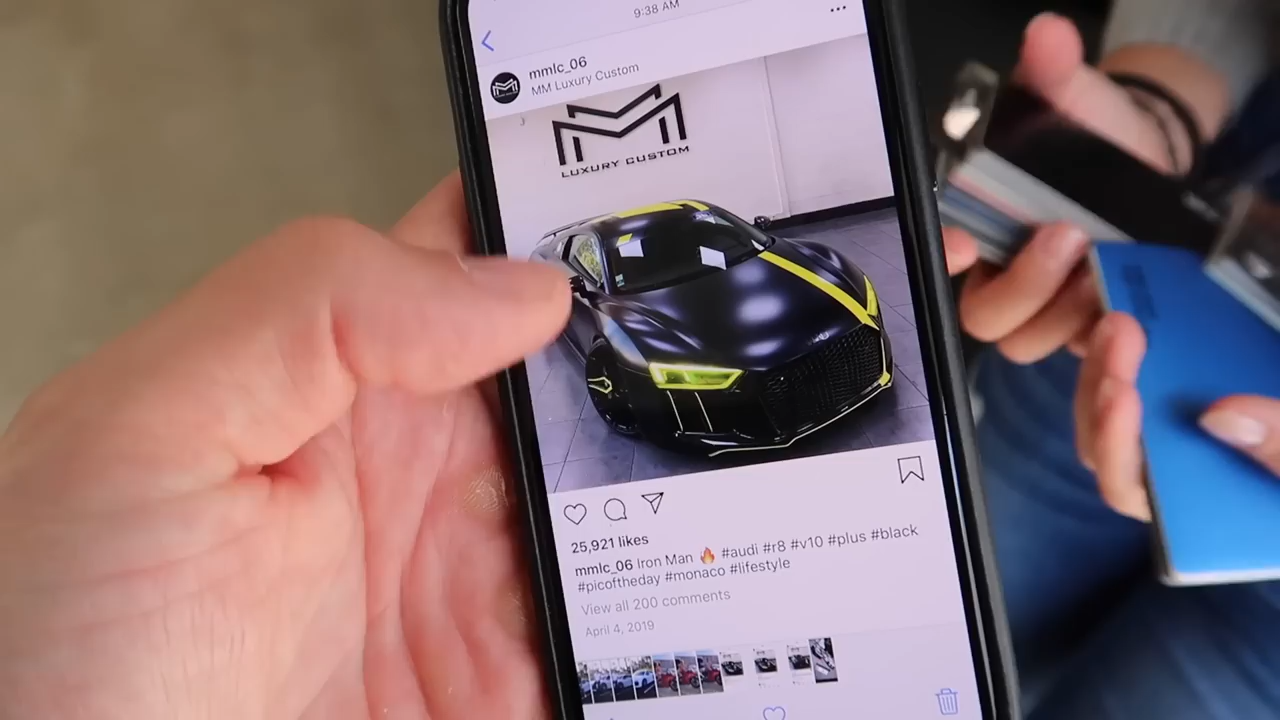 9:38 AM
mmlc_06
MM Luxury Custom
LUXURY CUSTOM
25,921 likes
mmlc_06 Iron Man 🔥 #audi #r8 #v10 #plus #black
#picoftheday #monaco #lifestyle
View all 200 comments
April 4, 2019